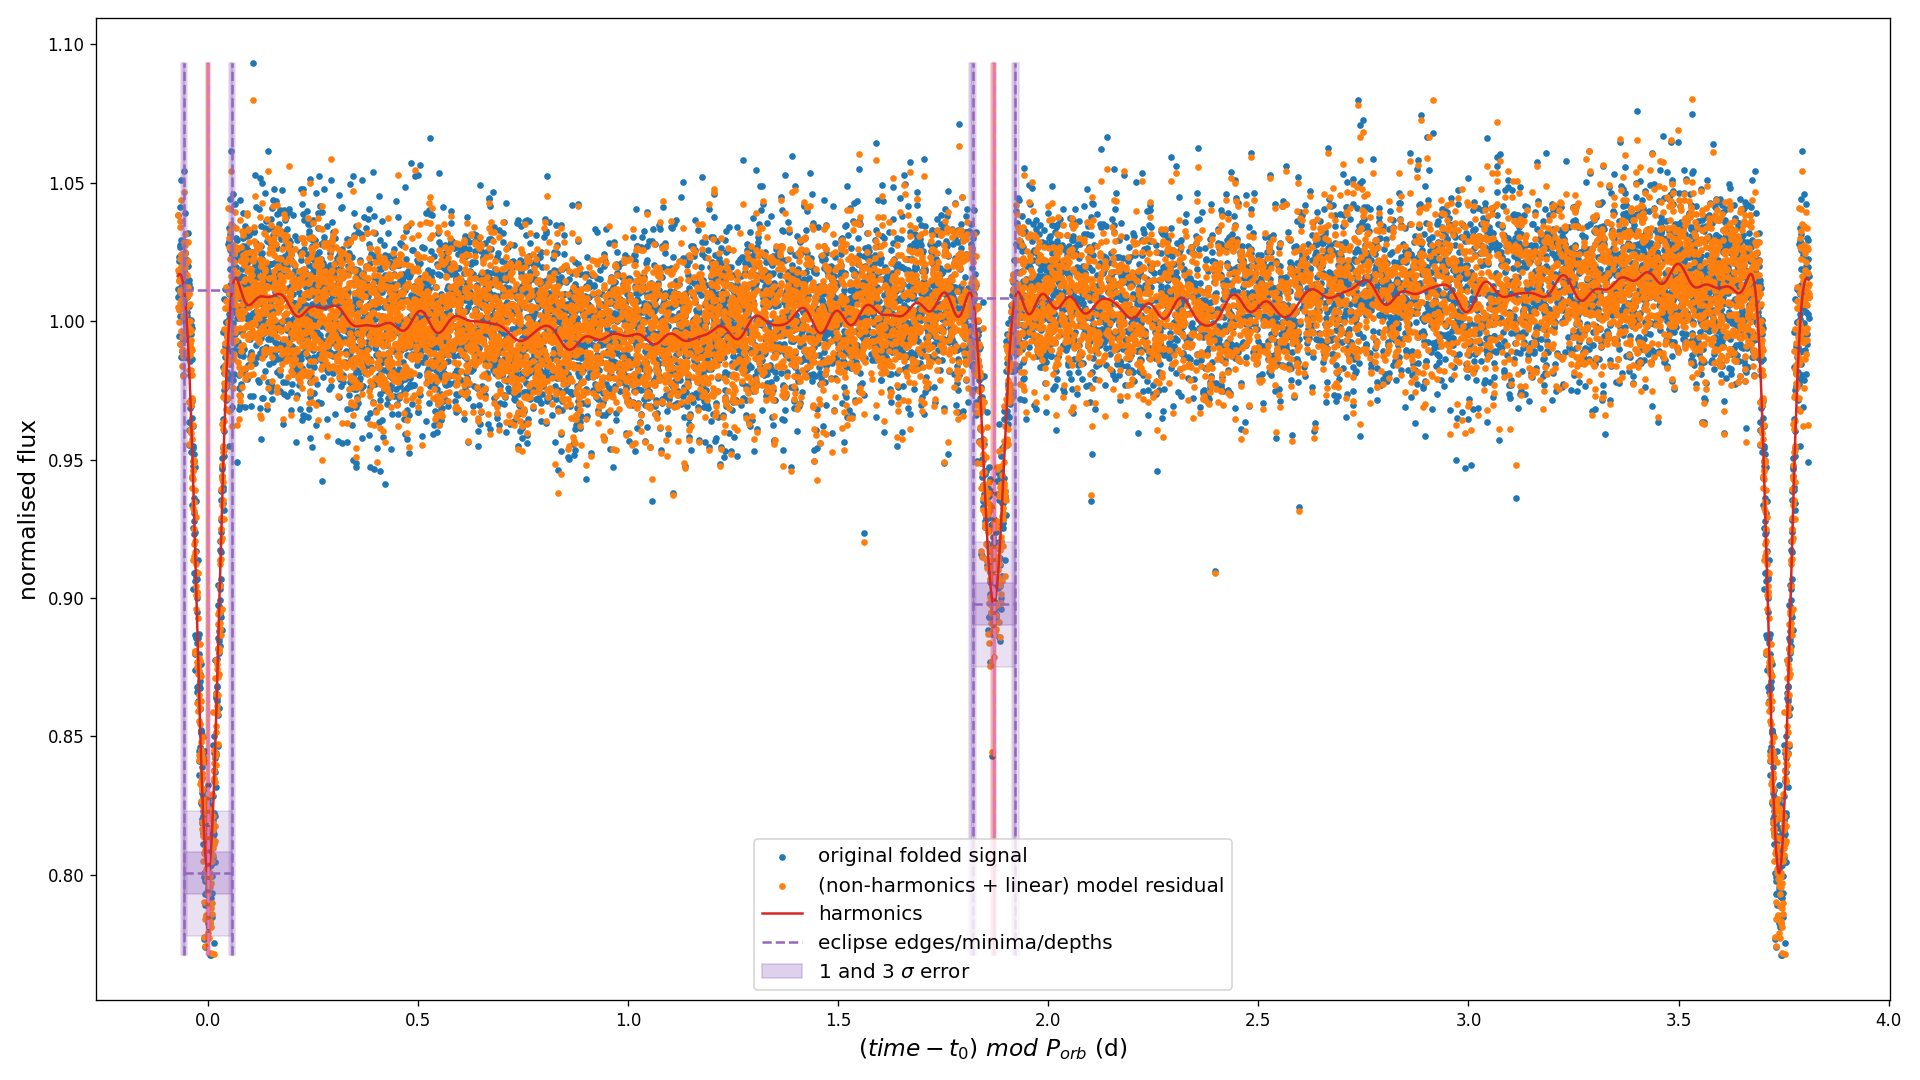 normalised flux
1.10
1.05
1.00
0.95
0.90
0.85
0.80
original folded signal
(non-harmonics + linear) model residual
harmonics
eclipse edges/minima/depths
1 and 3 σ error
0.0 0.5 1.0 1.5 2.0 2.5 3.0 3.5 4.0
(time − t₀) mod Pₒᵣ₆ (d)